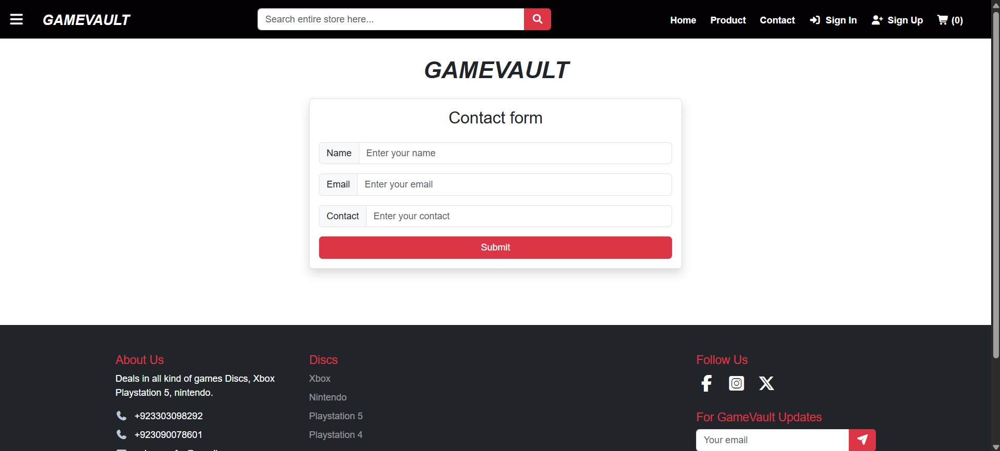 GAMEVAULT
Search entire store here...
Home Product Contact Sign In Sign Up (0)
GAMEVAULT
Contact form
Name Enter your name
Email Enter your email
Contact Enter your contact
Submit
About Us
Deals in all kind of games Discs, Xbox
Playstation 5, nintendo.
+923303098292
+923090078601
Discs
Xbox
Nintendo
Playstation 5
Playstation 4
Follow Us
For GameVault Updates
Your email